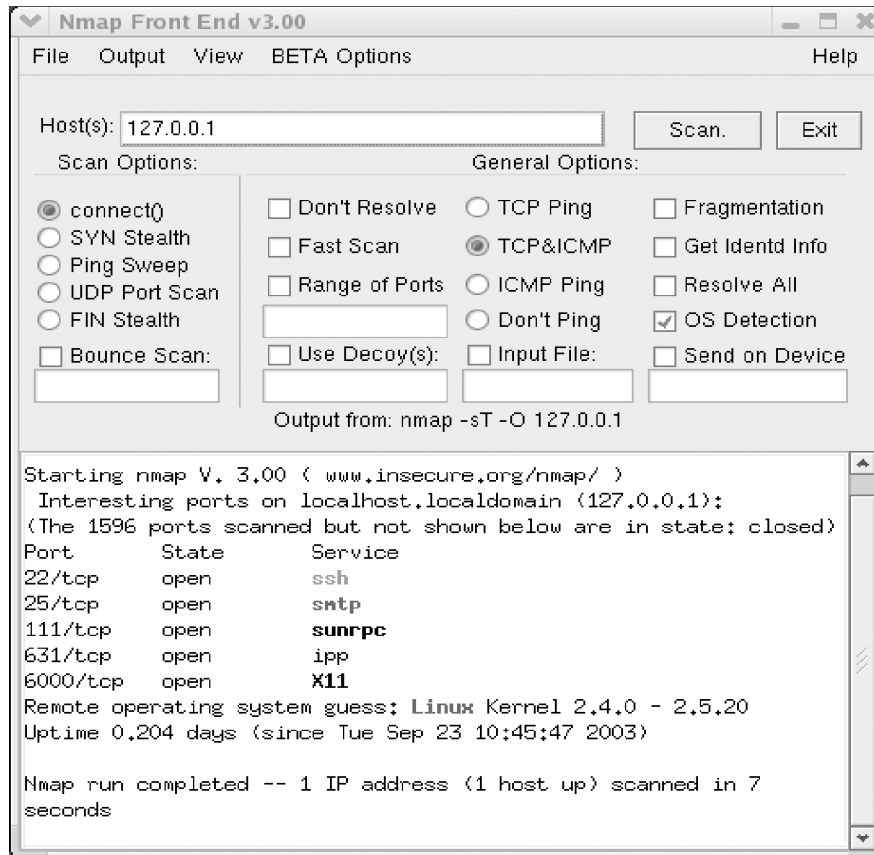 Nmap Front End v3.00
File Output View BETA Options Help
Host(s): 127.0.0.1 Scan. Exit
Scan Options: General Options:
connect() Don't Resolve TCP Ping Fragmentation
SYN Stealth Fast Scan TCP&ICMP Get Identd Info
Ping Sweep Range of Ports ICMP Ping Resolve All
UDP Port Scan
FIN Stealth Don't Ping OS Detection
Bounce Scan: Use Decoy(s): Input File: Send on Device
Output from: nmap -sT -O 127.0.0.1
Starting nmap V. 3.00 ( www.insecure.org/nmap/ )
Interesting ports on localhost.localdomain (127.0.0.1):
(The 1596 ports scanned but not shown below are in state: closed)
Port State Service
22/tcp open ssh
25/tcp open smtp
111/tcp open sunrpc
631/tcp open ipp
6000/tcp open X11
Remote operating system guess: Linux Kernel 2.4.0 - 2.5.20
Uptime 0.204 days (since Tue Sep 23 10:45:47 2003)
Nmap run completed -- 1 IP address (1 host up) scanned in 7
seconds